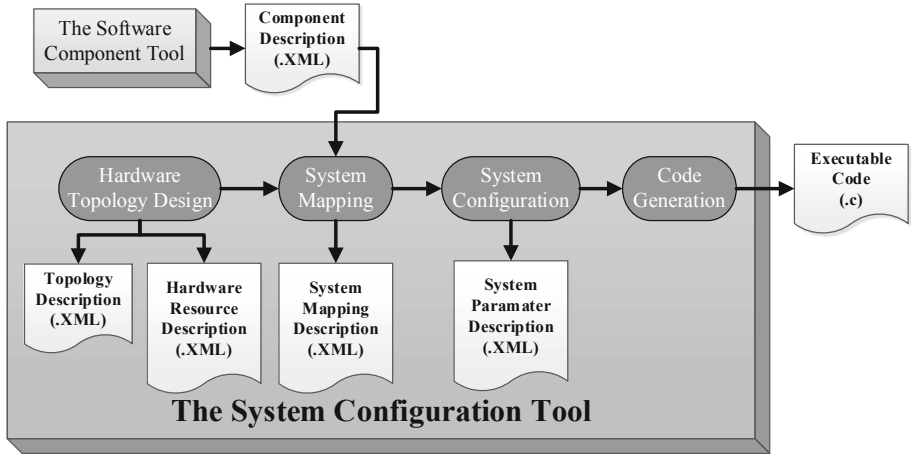 The Software
Component Tool
Component
Description
(.XML)
Hardware
Topology Design
System
Mapping
System
Configuration
Code
Generation
Executable
Code
(.c)
Topology
Description
(.XML)
Hardware
Resource
Description
(.XML)
System
Mapping
Description
(.XML)
System
Paramater
Description
(.XML)
The System Configuration Tool